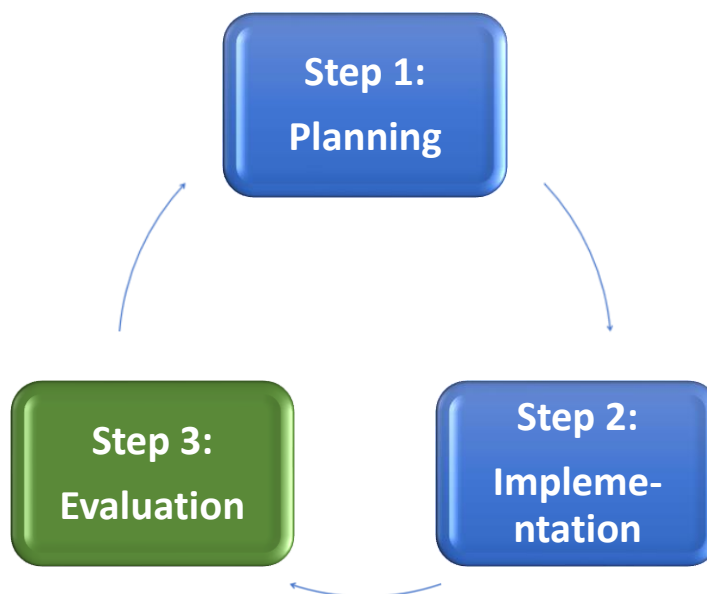 Step 1:
Planning
Step 2:
Impleme-
ntation
Step 3:
Evaluation